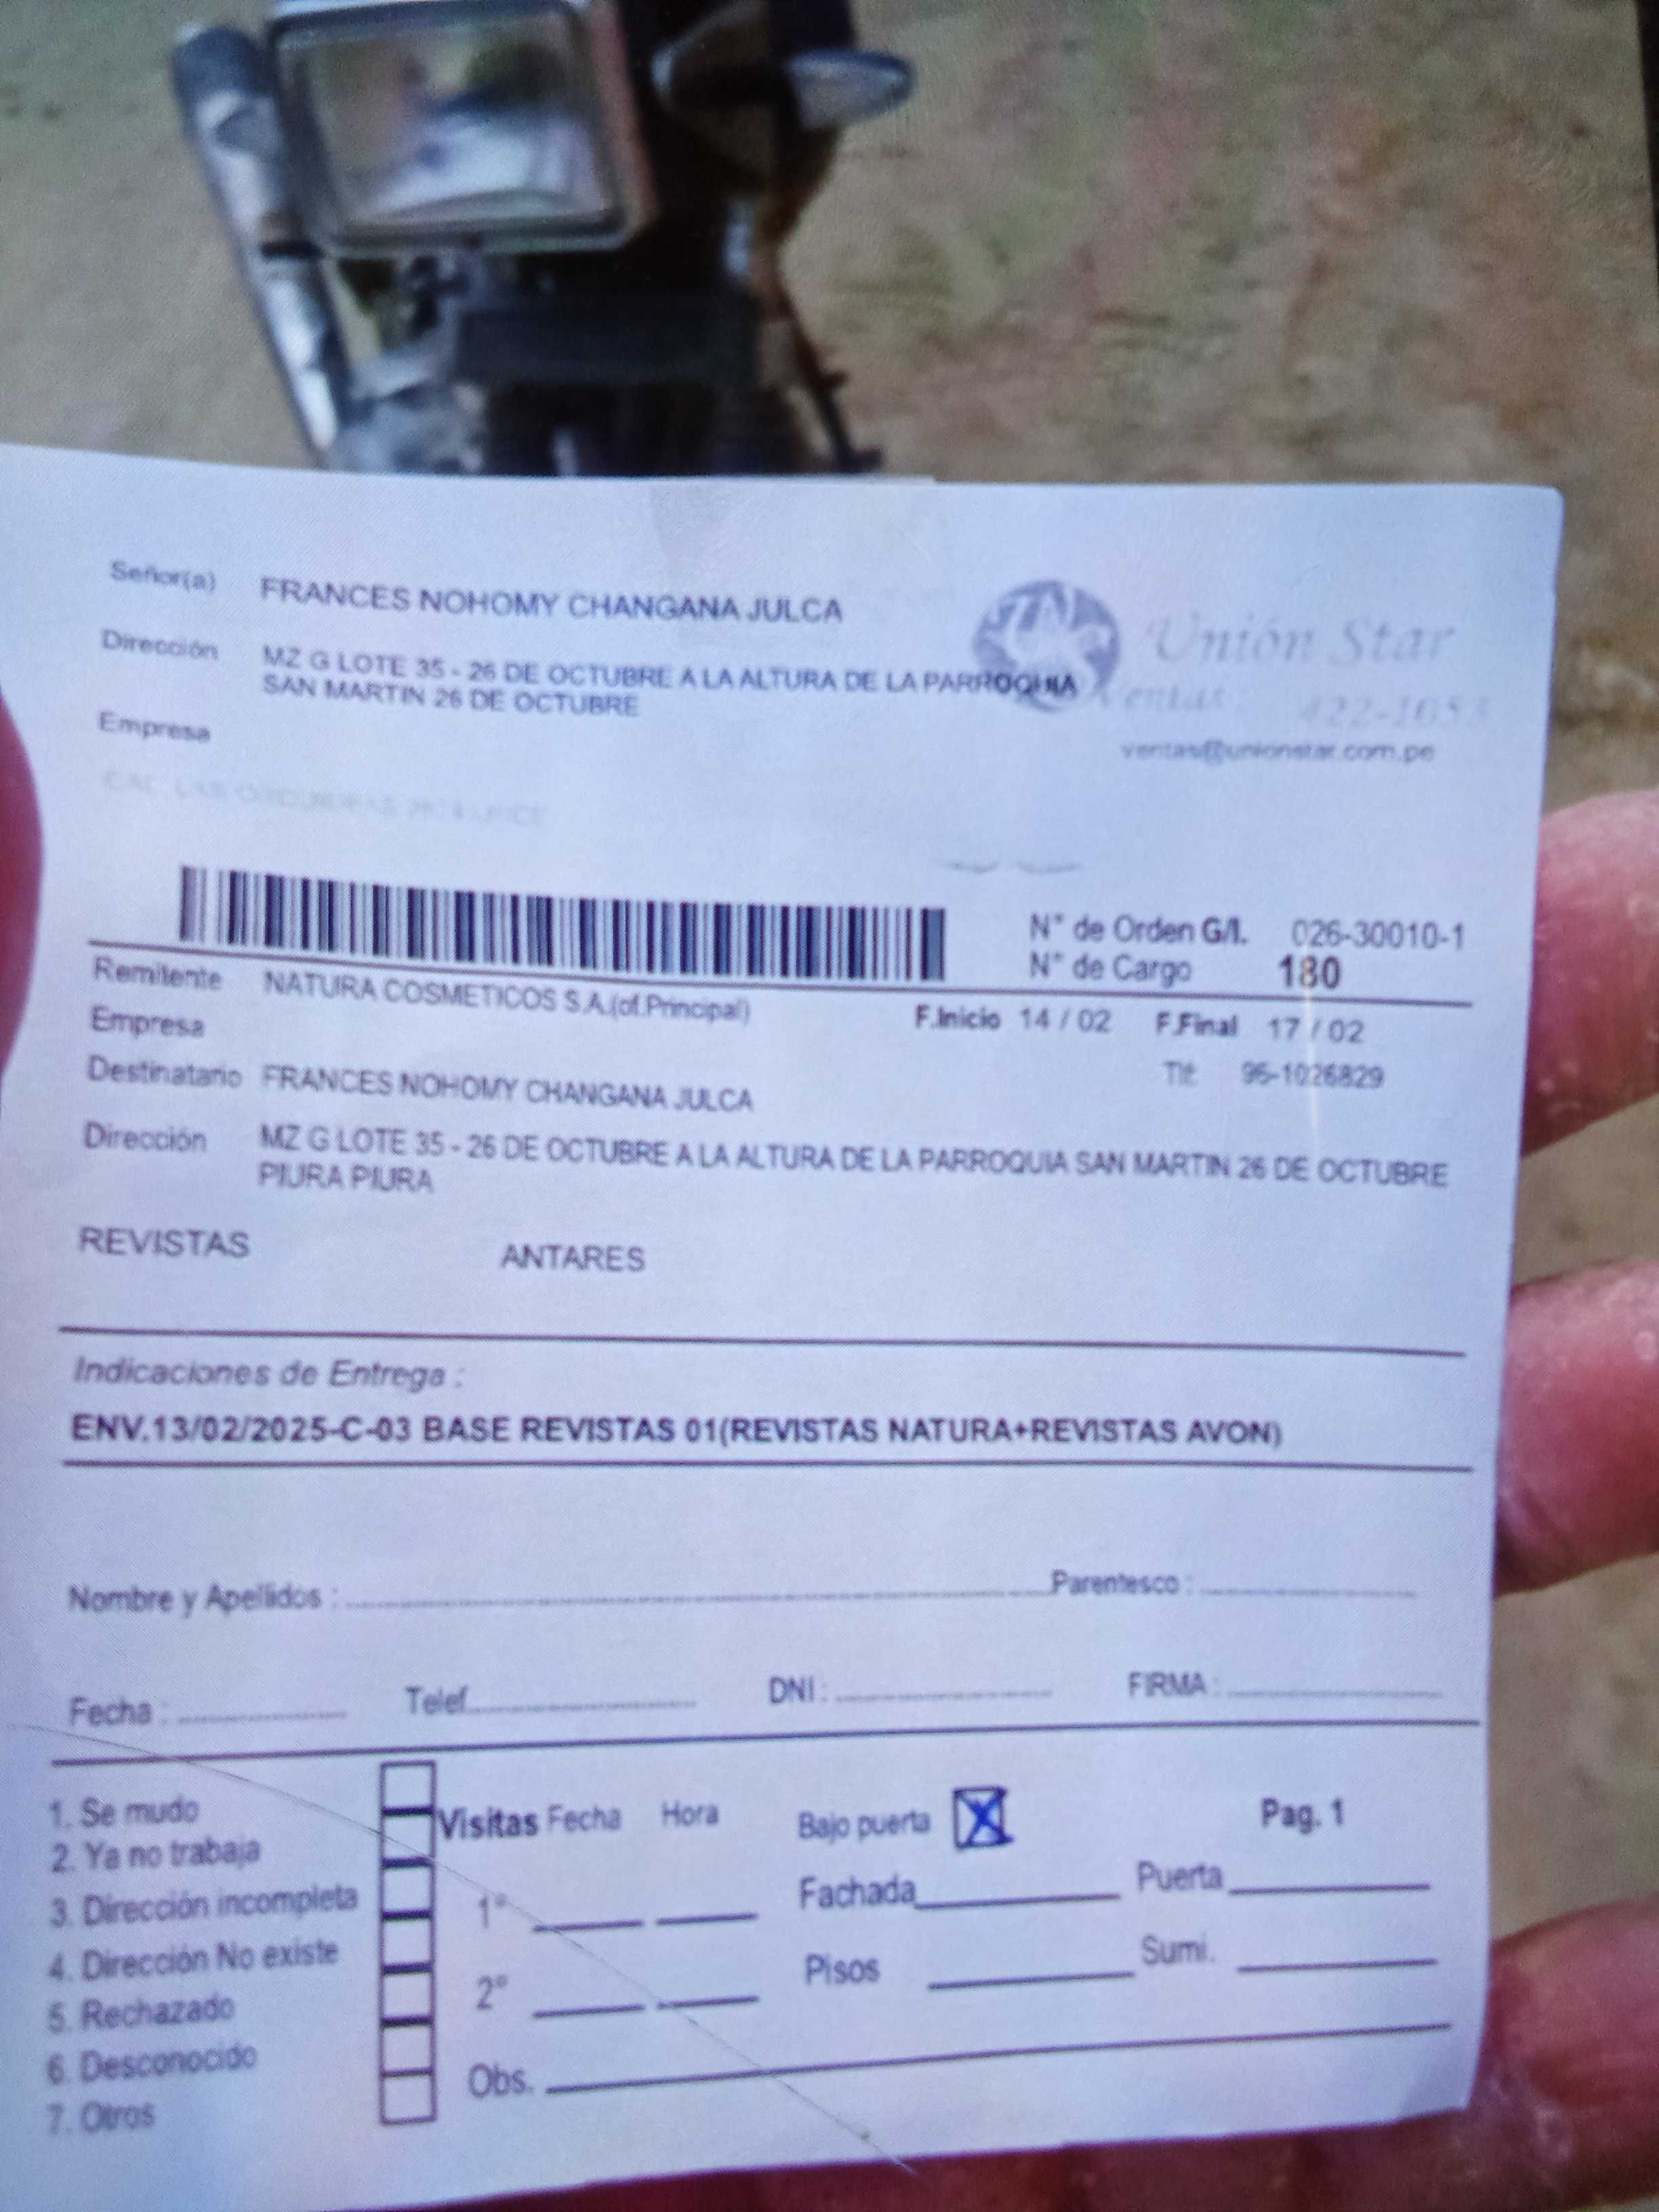 Señor(a) FRANCES NOHOMY CHANGANA JULCA
Unión Star
Dirección MZ G LOTE 35 - 26 DE OCTUBRE A LA ALTURA DE LA PARROQUIA
SAN MARTIN 26 DE OCTUBRE
Ventas: 422-1053
ventas@unionstar.com.pe
Empresa
N° de Orden G/I. 026-30010-1
N° de Cargo 180
Remitente NATURA COSMETICOS S.A.(of.Principal)
F.Inicio 14 / 02 F.Final 17 / 02
Empresa
Tlf: 96-1026829
Destinatario FRANCES NOHOMY CHANGANA JULCA
Dirección MZ G LOTE 35 - 26 DE OCTUBRE A LA ALTURA DE LA PARROQUIA SAN MARTIN 26 DE OCTUBRE
PIURA PIURA
REVISTAS ANTARES
Indicaciones de Entrega :
ENV.13/02/2025-C-03 BASE REVISTAS 01(REVISTAS NATURA+REVISTAS AVON)
Nombre y Apellidos : Parentesco :
Fecha : Telef. DNI : FIRMA :
1. Se mudo
2. Ya no trabaja
3. Dirección incompleta
4. Dirección No existe
5. Rechazado
6. Desconocido
7. Otros
Visitas Fecha Hora
1°
2°
Obs.
Bajo puerta X Pag. 1
Fachada Puerta
Pisos Sumi.